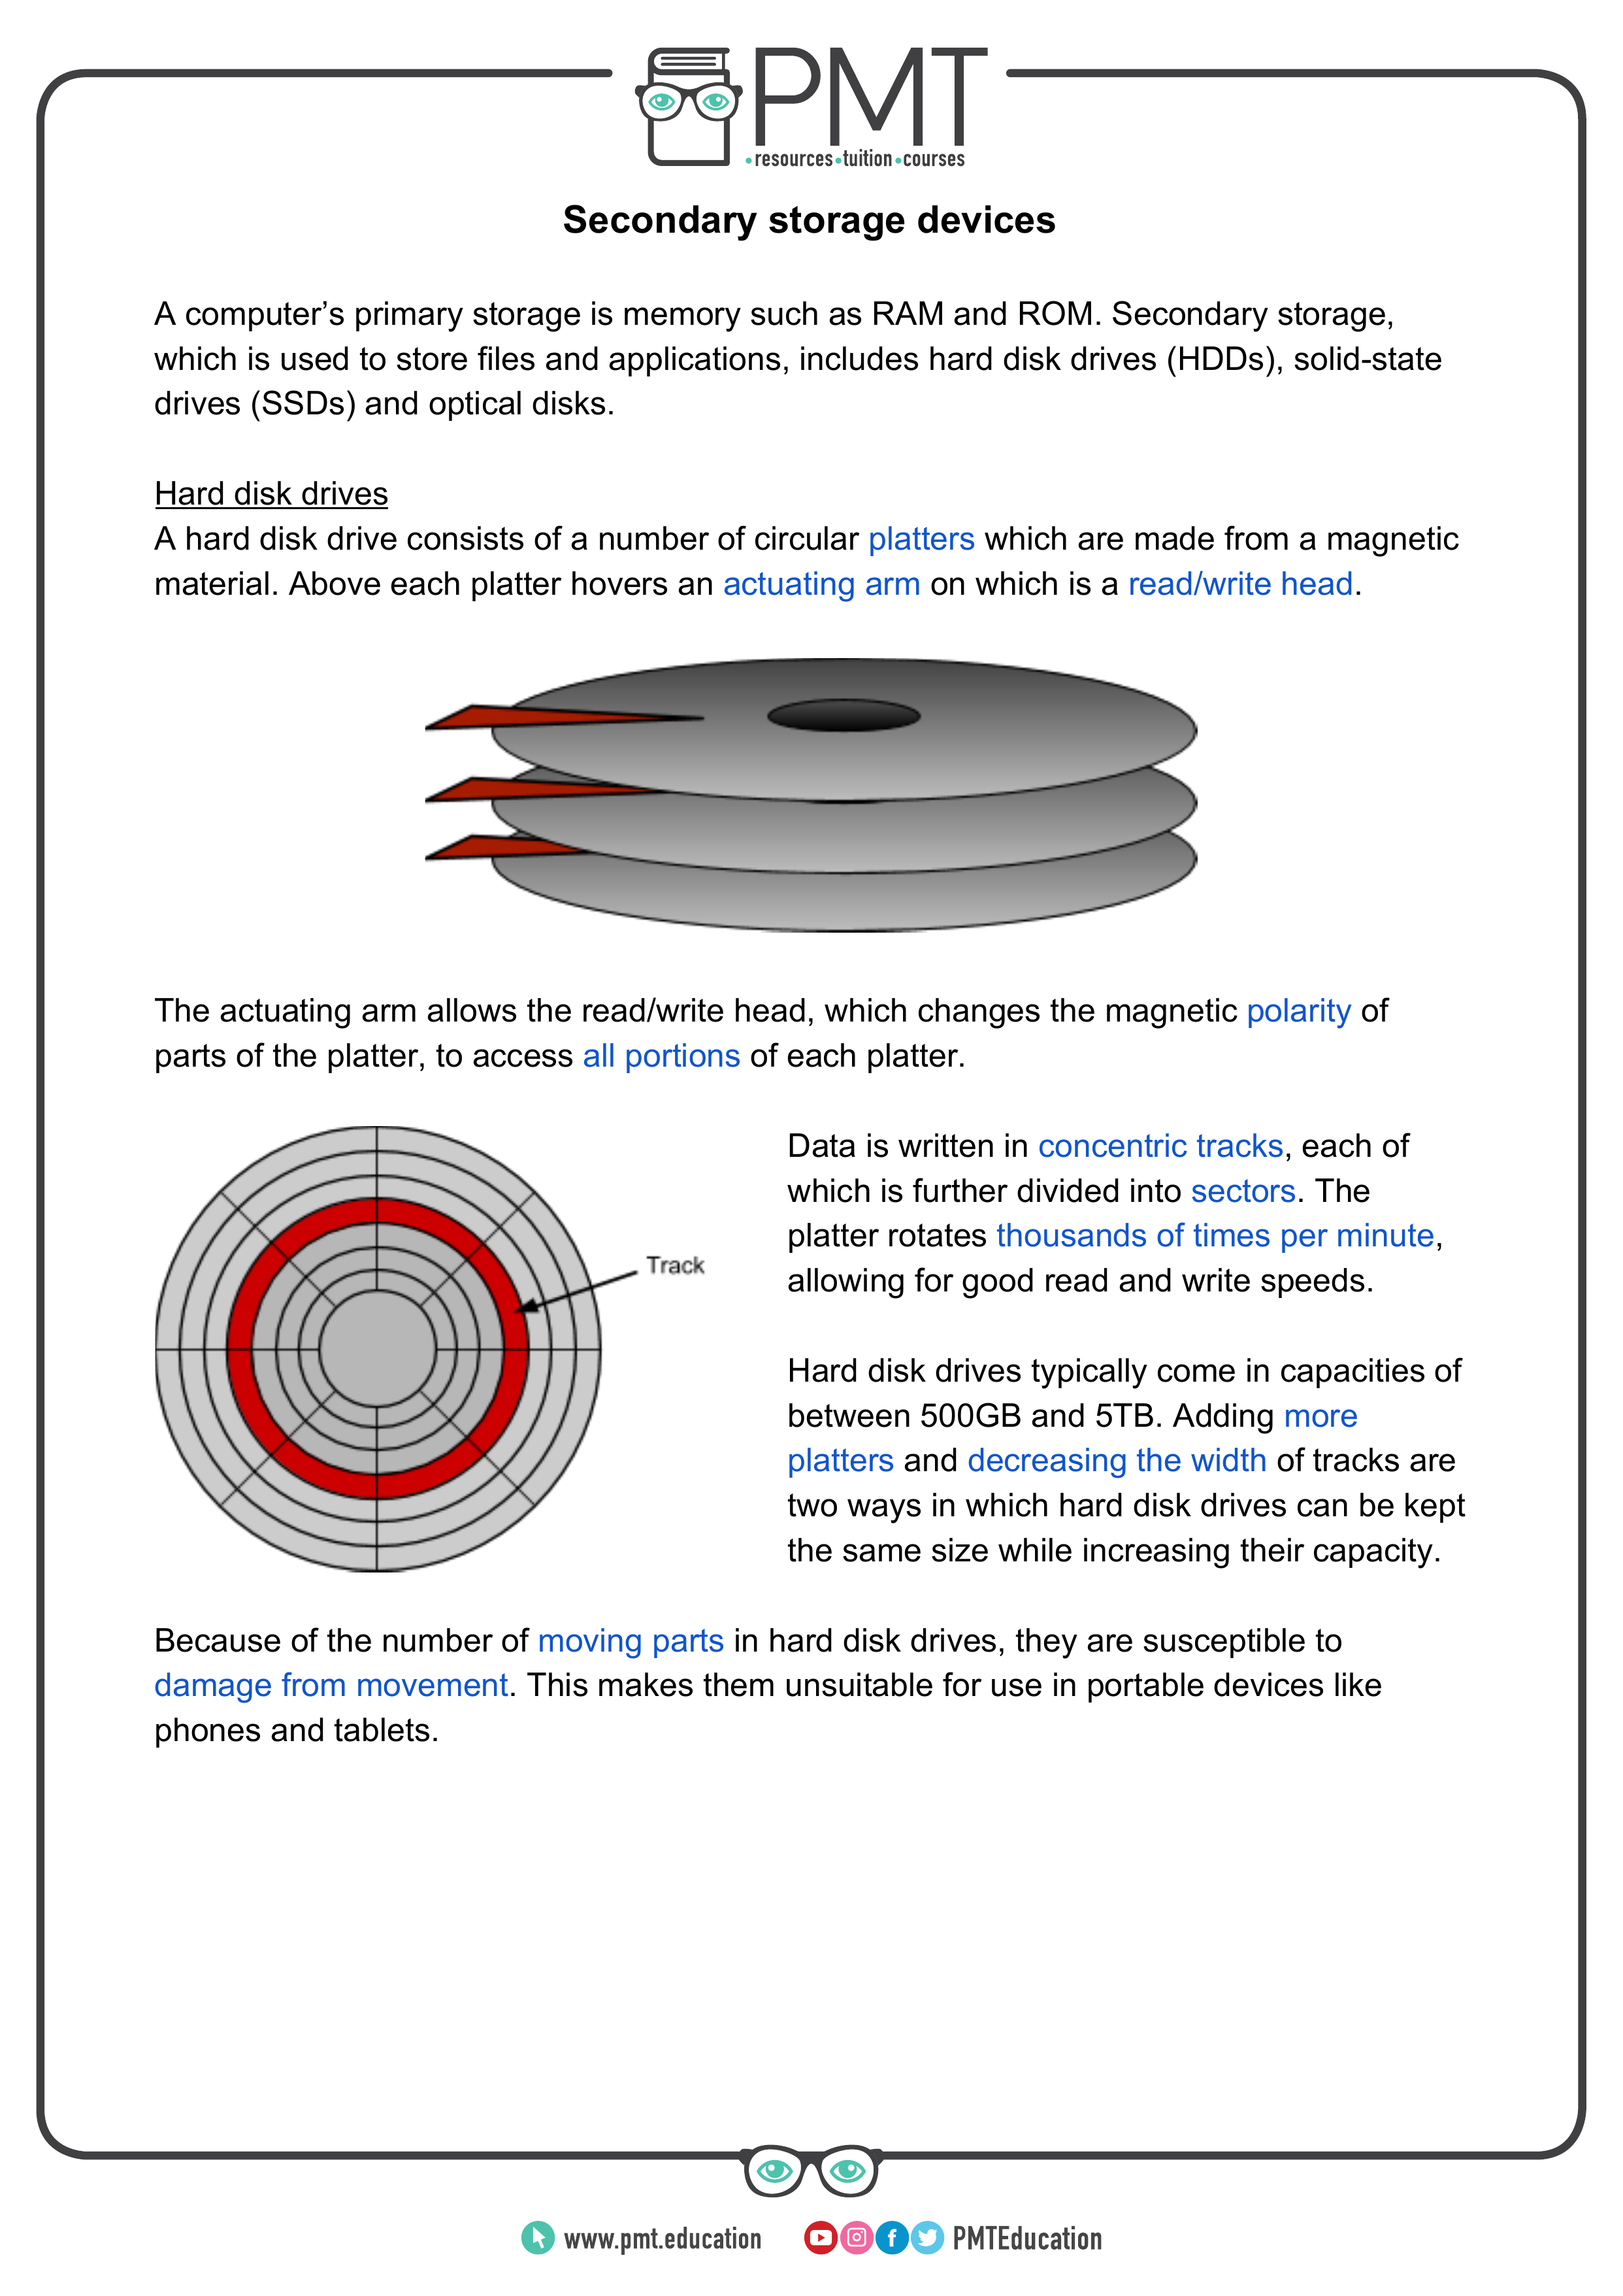 PMT
resources tuition courses
Secondary storage devices
A computer’s primary storage is memory such as RAM and ROM. Secondary storage,
which is used to store files and applications, includes hard disk drives (HDDs), solid-state
drives (SSDs) and optical disks.
Hard disk drives
A hard disk drive consists of a number of circular platters which are made from a magnetic
material. Above each platter hovers an actuating arm on which is a read/write head.
The actuating arm allows the read/write head, which changes the magnetic polarity of
parts of the platter, to access all portions of each platter.
Track
Data is written in concentric tracks, each of
which is further divided into sectors. The
platter rotates thousands of times per minute,
allowing for good read and write speeds.
Hard disk drives typically come in capacities of
between 500GB and 5TB. Adding more
platters and decreasing the width of tracks are
two ways in which hard disk drives can be kept
the same size while increasing their capacity.
Because of the number of moving parts in hard disk drives, they are susceptible to
damage from movement. This makes them unsuitable for use in portable devices like
phones and tablets.
www.pmt.education PMTEducation